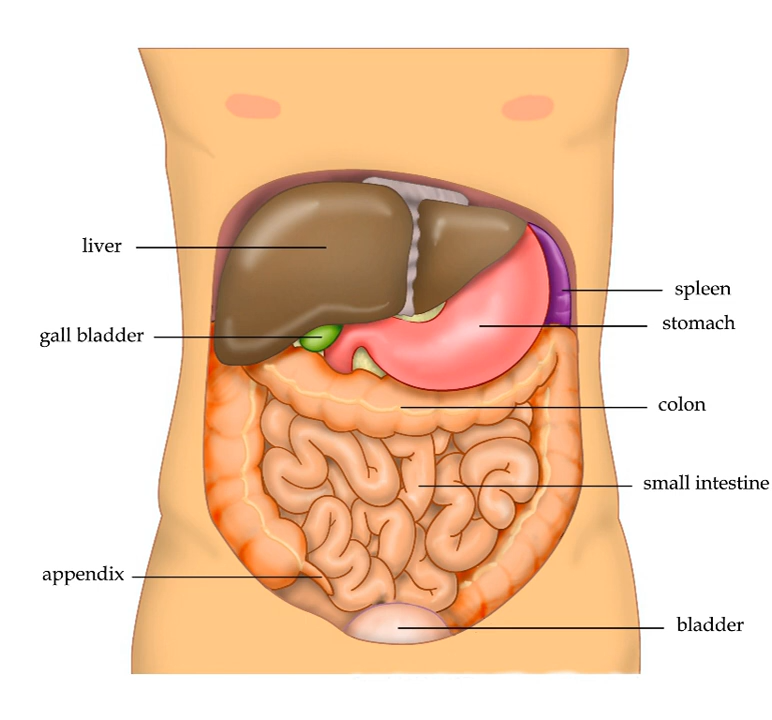 liver
gall bladder
appendix
spleen
stomach
colon
small intestine
bladder